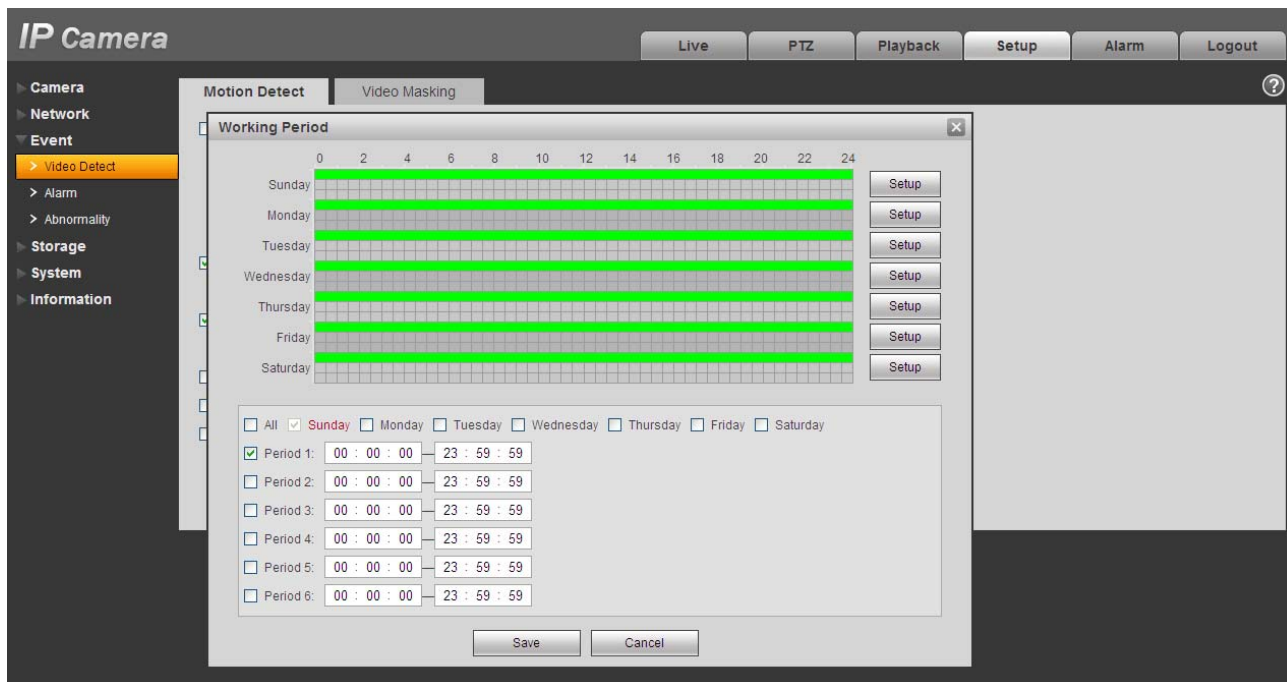 IP Camera
Live PTZ Playback Setup Alarm Logout
Camera
Network
Event
> Video Detect
> Alarm
> Abnormality
Storage
System
Information
Motion Detect Video Masking
?
Working Period
0 2 4 6 8 10 12 14 16 18 20 22 24
Sunday Setup
Monday Setup
Tuesday Setup
Wednesday Setup
Thursday Setup
Friday Setup
Saturday Setup
All Sunday Monday Tuesday Wednesday Thursday Friday Saturday
Period 1: 00 : 00 : 00 — 23 : 59 : 59
Period 2: 00 : 00 : 00 — 23 : 59 : 59
Period 3: 00 : 00 : 00 — 23 : 59 : 59
Period 4: 00 : 00 : 00 — 23 : 59 : 59
Period 5: 00 : 00 : 00 — 23 : 59 : 59
Period 6: 00 : 00 : 00 — 23 : 59 : 59
Save Cancel